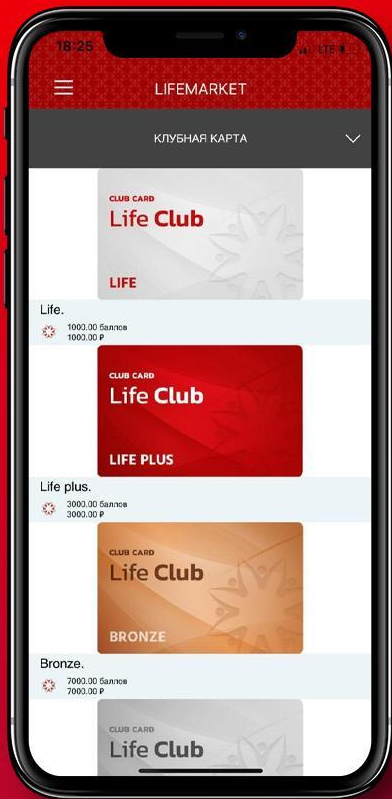 18:25
LTE
LIFEMARKET
КЛУБНАЯ КАРТА
CLUB CARD
Life Club
LIFE
Life.
1000.00 баллов
1000.00 ₽
CLUB CARD
Life Club
LIFE PLUS
Life plus.
3000.00 баллов
3000.00 ₽
CLUB CARD
Life Club
BRONZE
Bronze.
7000.00 баллов
7000.00 ₽
CLUB CARD
Life Club